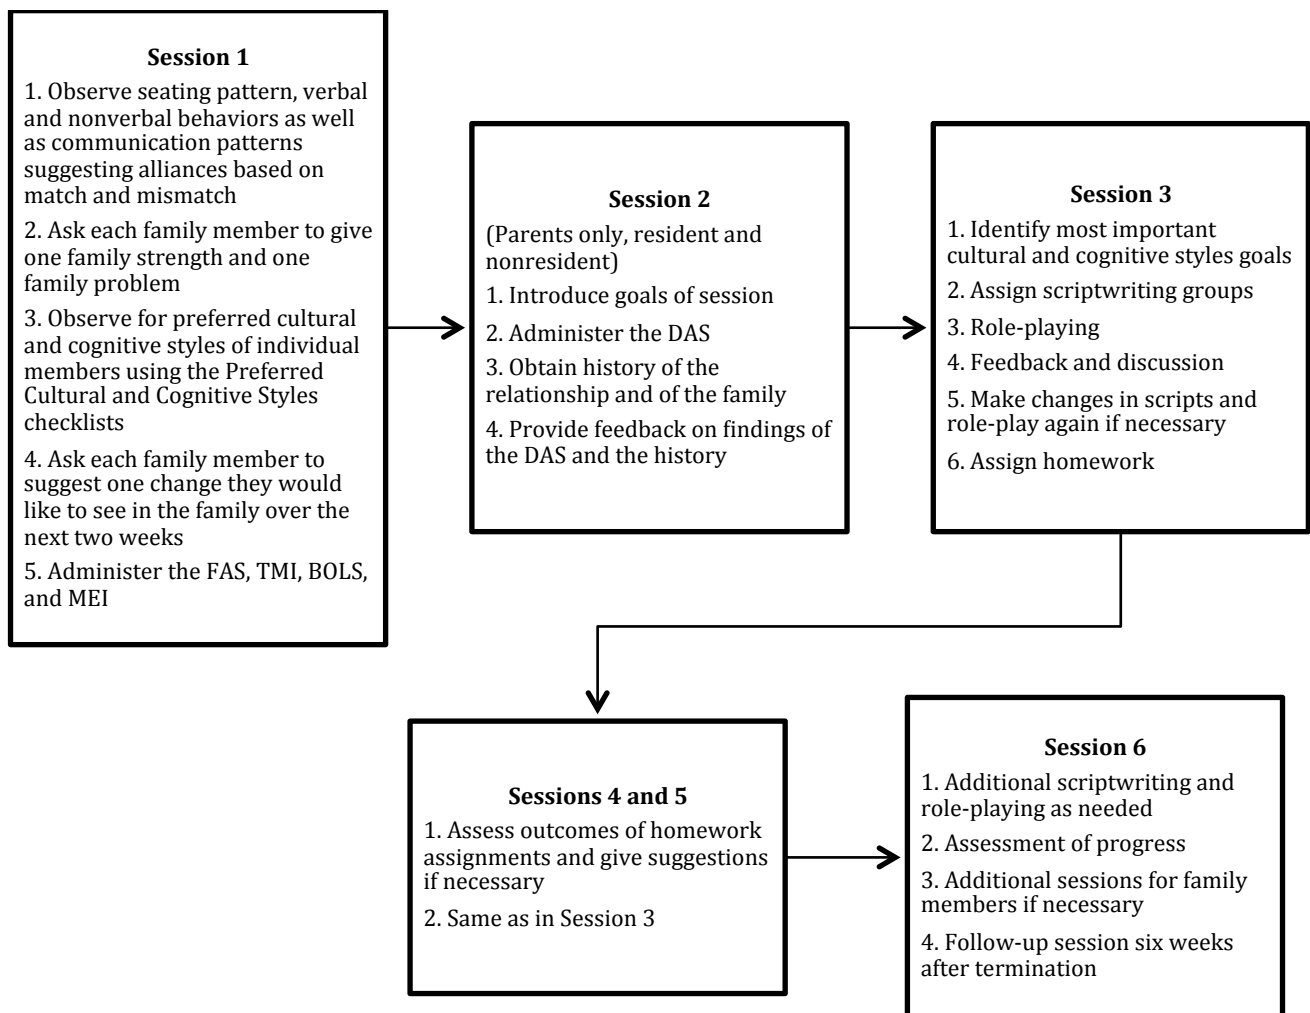 Session 1
1. Observe seating pattern, verbal
and nonverbal behaviors as well
as communication patterns
suggesting alliances based on
match and mismatch
2. Ask each family member to give
one family strength and one
family problem
3. Observe for preferred cultural
and cognitive styles of individual
members using the Preferred
Cultural and Cognitive Styles
checklists
4. Ask each family member to
suggest one change they would
like to see in the family over the
next two weeks
5. Administer the FAS, TMI, BOLS,
and MEI
Session 2
(Parents only, resident and
nonresident)
1. Introduce goals of session
2. Administer the DAS
3. Obtain history of the
relationship and of the family
4. Provide feedback on findings of
the DAS and the history
Session 3
1. Identify most important
cultural and cognitive styles goals
2. Assign scriptwriting groups
3. Role-playing
4. Feedback and discussion
5. Make changes in scripts and
role-play again if necessary
6. Assign homework
Sessions 4 and 5
1. Assess outcomes of homework
assignments and give suggestions
if necessary
2. Same as in Session 3
Session 6
1. Additional scriptwriting and
role-playing as needed
2. Assessment of progress
3. Additional sessions for family
members if necessary
4. Follow-up session six weeks
after termination